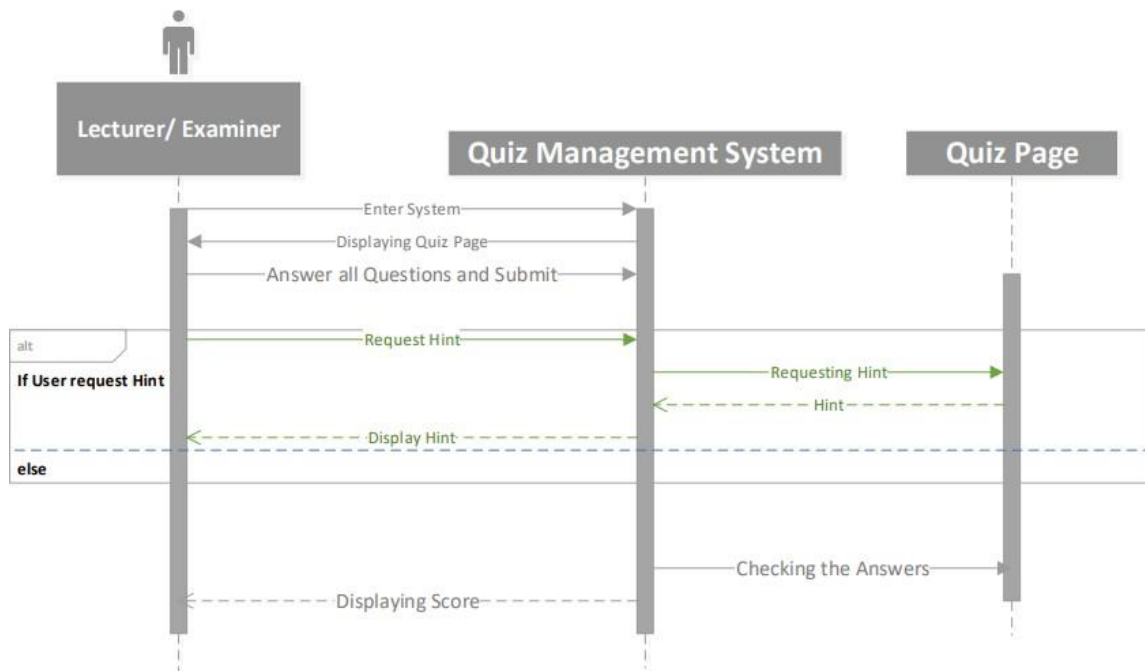 Lecturer/ Examiner
Quiz Management System
Quiz Page
Enter System
Displaying Quiz Page
Answer all Questions and Submit
alt
Request Hint
If User request Hint
Requesting Hint
Hint
Display Hint
else
Checking the Answers
Displaying Score